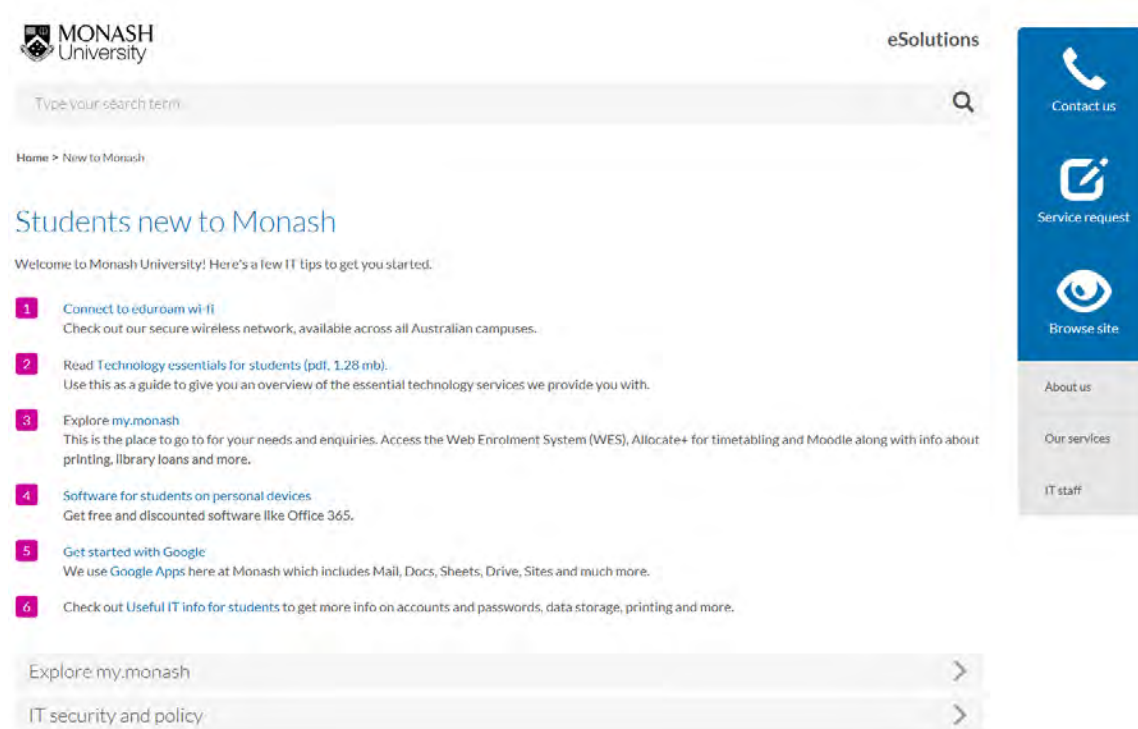 MONASH
University
eSolutions
Type your search term
Home > New to Monash
Students new to Monash
Welcome to Monash University! Here's a few IT tips to get you started.
1 Connect to eduroam wi-fi
Check out our secure wireless network, available across all Australian campuses.
2 Read Technology essentials for students (pdf, 1.28 mb).
Use this as a guide to give you an overview of the essential technology services we provide you with.
3 Explore my.monash
This is the place to go to for your needs and enquiries. Access the Web Enrolment System (WES), Allocate+ for timetabling and Moodle along with info about
printing, library loans and more.
4 Software for students on personal devices
Get free and discounted software like Office 365.
5 Get started with Google
We use Google Apps here at Monash which includes Mail, Docs, Sheets, Drive, Sites and much more.
6 Check out Useful IT info for students to get more info on accounts and passwords, data storage, printing and more.
Explore my.monash
IT security and policy
Contact us
Service request
Browse site
About us
Our services
IT staff